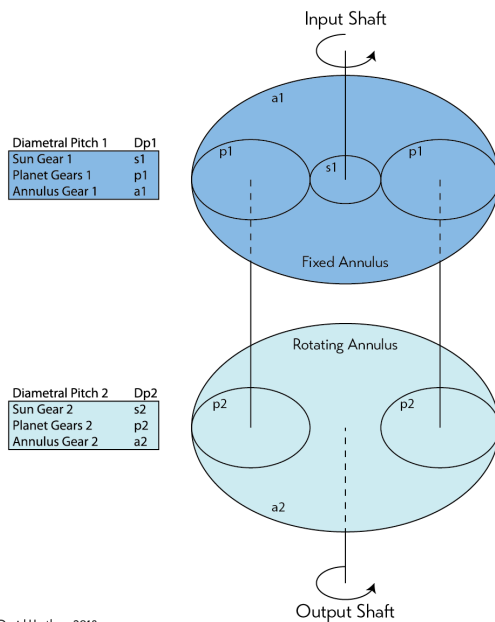 Input Shaft
a1
Diametral Pitch 1 Dp1
Sun Gear 1 s1
Planet Gears 1 p1
Annulus Gear 1 a1
p1
s1
p1
Fixed Annulus
Rotating Annulus
Diametral Pitch 2 Dp2
Sun Gear 2 s2
Planet Gears 2 p2
Annulus Gear 2 a2
p2
p2
a2
Output Shaft